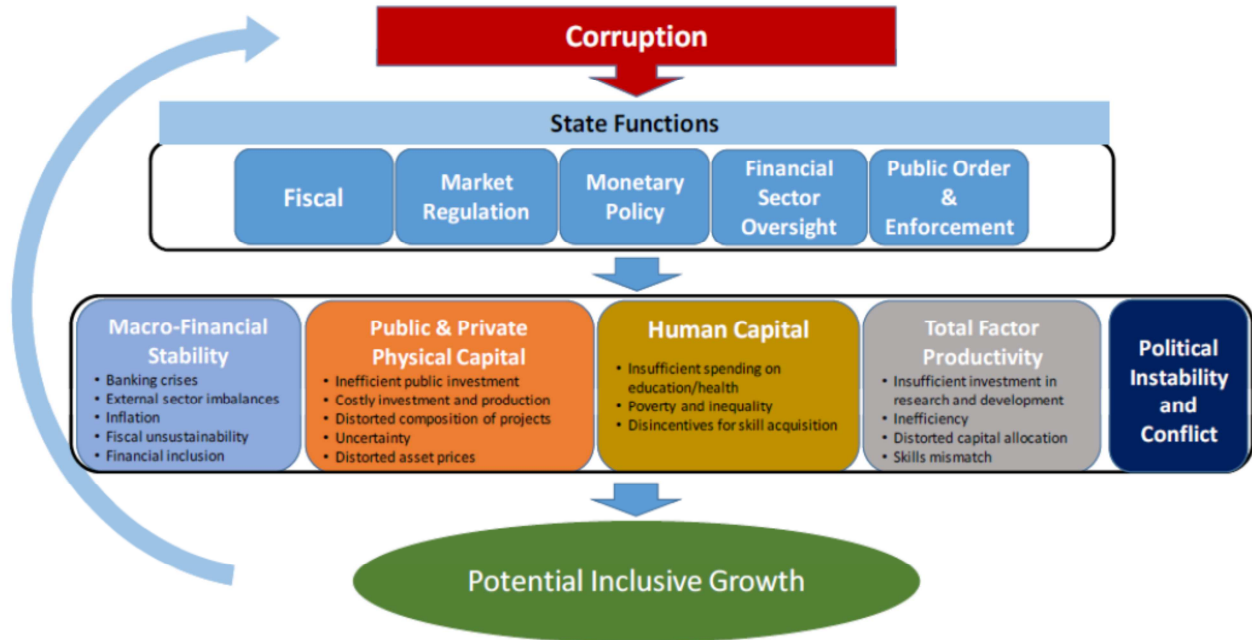 Corruption
State Functions
Fiscal
Market
Regulation
Monetary
Policy
Financial
Sector
Oversight
Public Order
&
Enforcement
Macro-Financial
Stability
• Banking crises
• External sector imbalances
• Inflation
• Fiscal unsustainability
• Financial inclusion
Public & Private
Physical Capital
• Inefficient public investment
• Costly investment and production
• Distorted composition of projects
• Uncertainty
• Distorted asset prices
Human Capital
• Insufficient spending on
education/health
• Poverty and inequality
• Disincentives for skill acquisition
Total Factor
Productivity
• Insufficient investment in
research and development
• Inefficiency
• Distorted capital allocation
• Skills mismatch
Political
Instability
and
Conflict
Potential Inclusive Growth